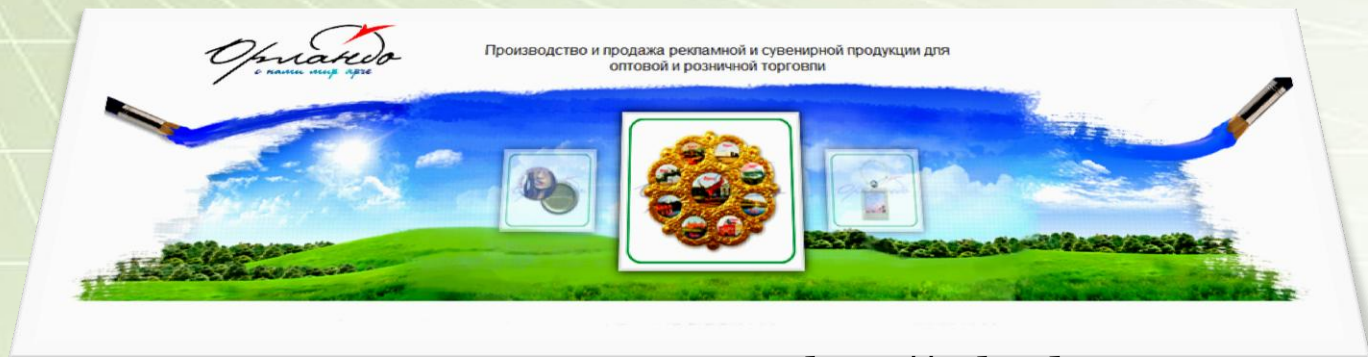 Орландо
с нами мир ярче
Производство и продажа рекламной и сувенирной продукции для
оптовой и розничной торговли